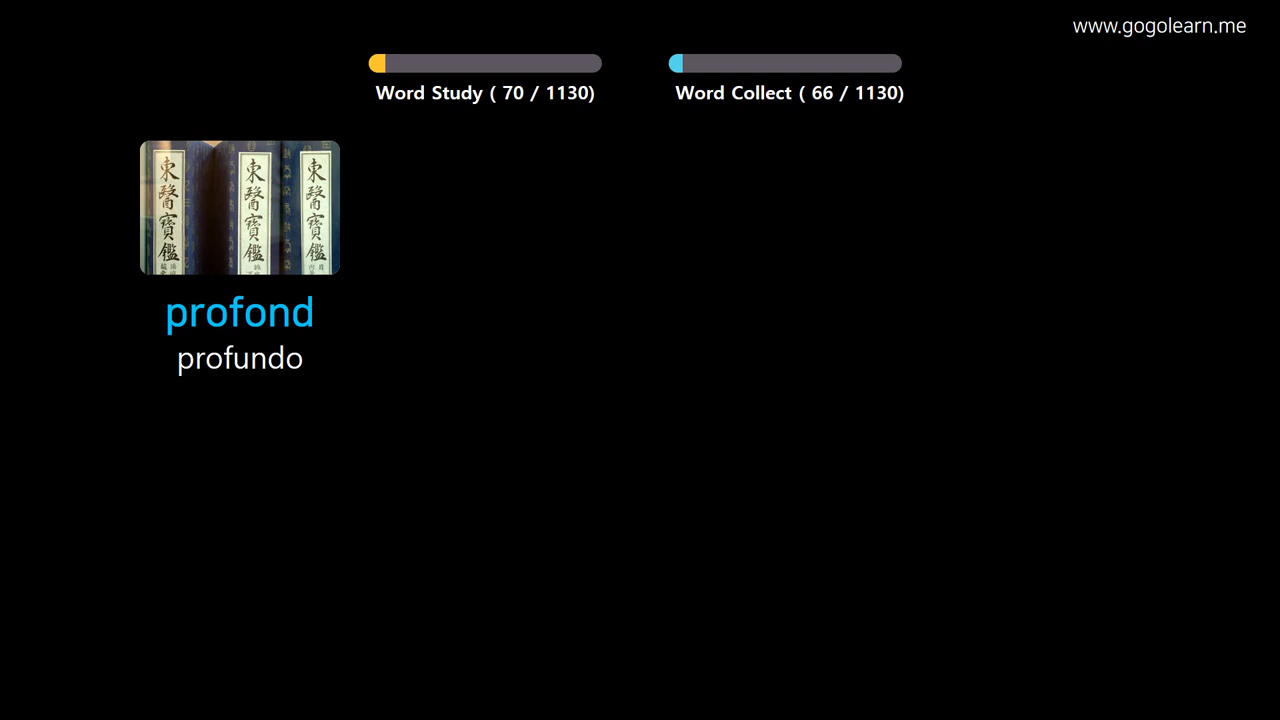 www.gogolearn.me
Word Study ( 70 / 1130)
Word Collect ( 66 / 1130)
東醫寶鑑
東醫寶鑑
東醫寶鑑
profond
profundo